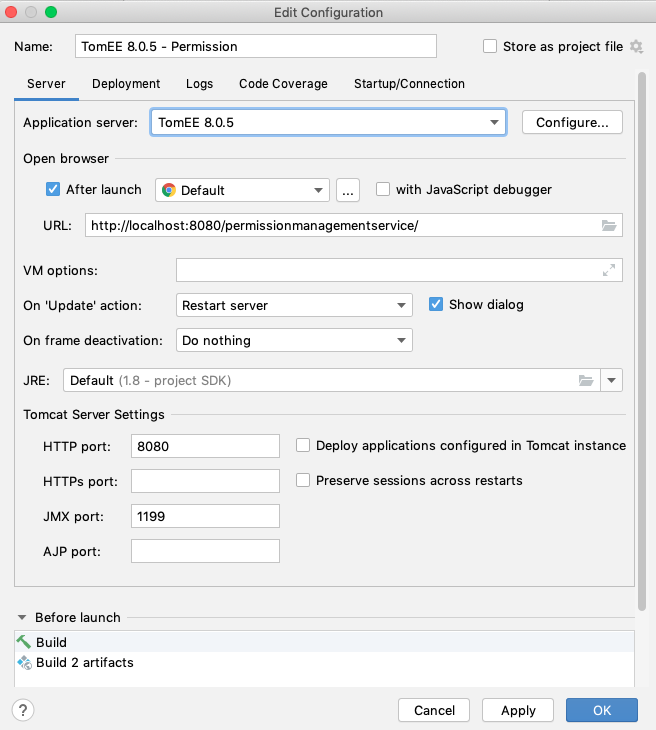 Edit Configuration
Name: TomEE 8.0.5 - Permission Store as project file
Server Deployment Logs Code Coverage Startup/Connection
Application server: TomEE 8.0.5 Configure...
Open browser
After launch Default ... with JavaScript debugger
URL: http://localhost:8080/permissionmanagementservice/
VM options:
On 'Update' action: Restart server Show dialog
On frame deactivation: Do nothing
JRE: Default (1.8 - project SDK)
Tomcat Server Settings
HTTP port: 8080 Deploy applications configured in Tomcat instance
HTTPs port: Preserve sessions across restarts
JMX port: 1199
AJP port:
Before launch
Build
Build 2 artifacts
? Cancel Apply OK